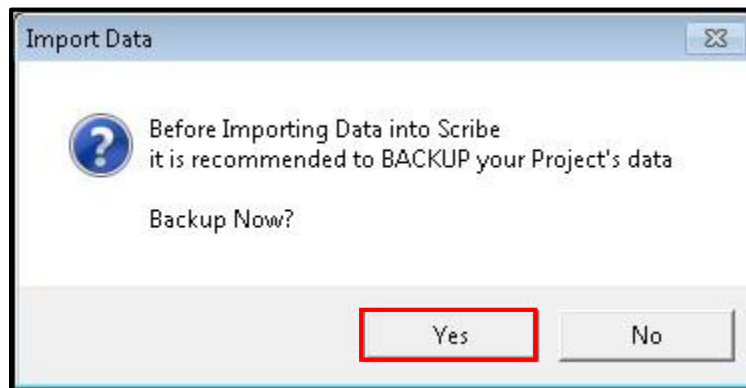 Import Data
Before Importing Data into Scribe
it is recommended to BACKUP your Project's data
Backup Now?
Yes
No